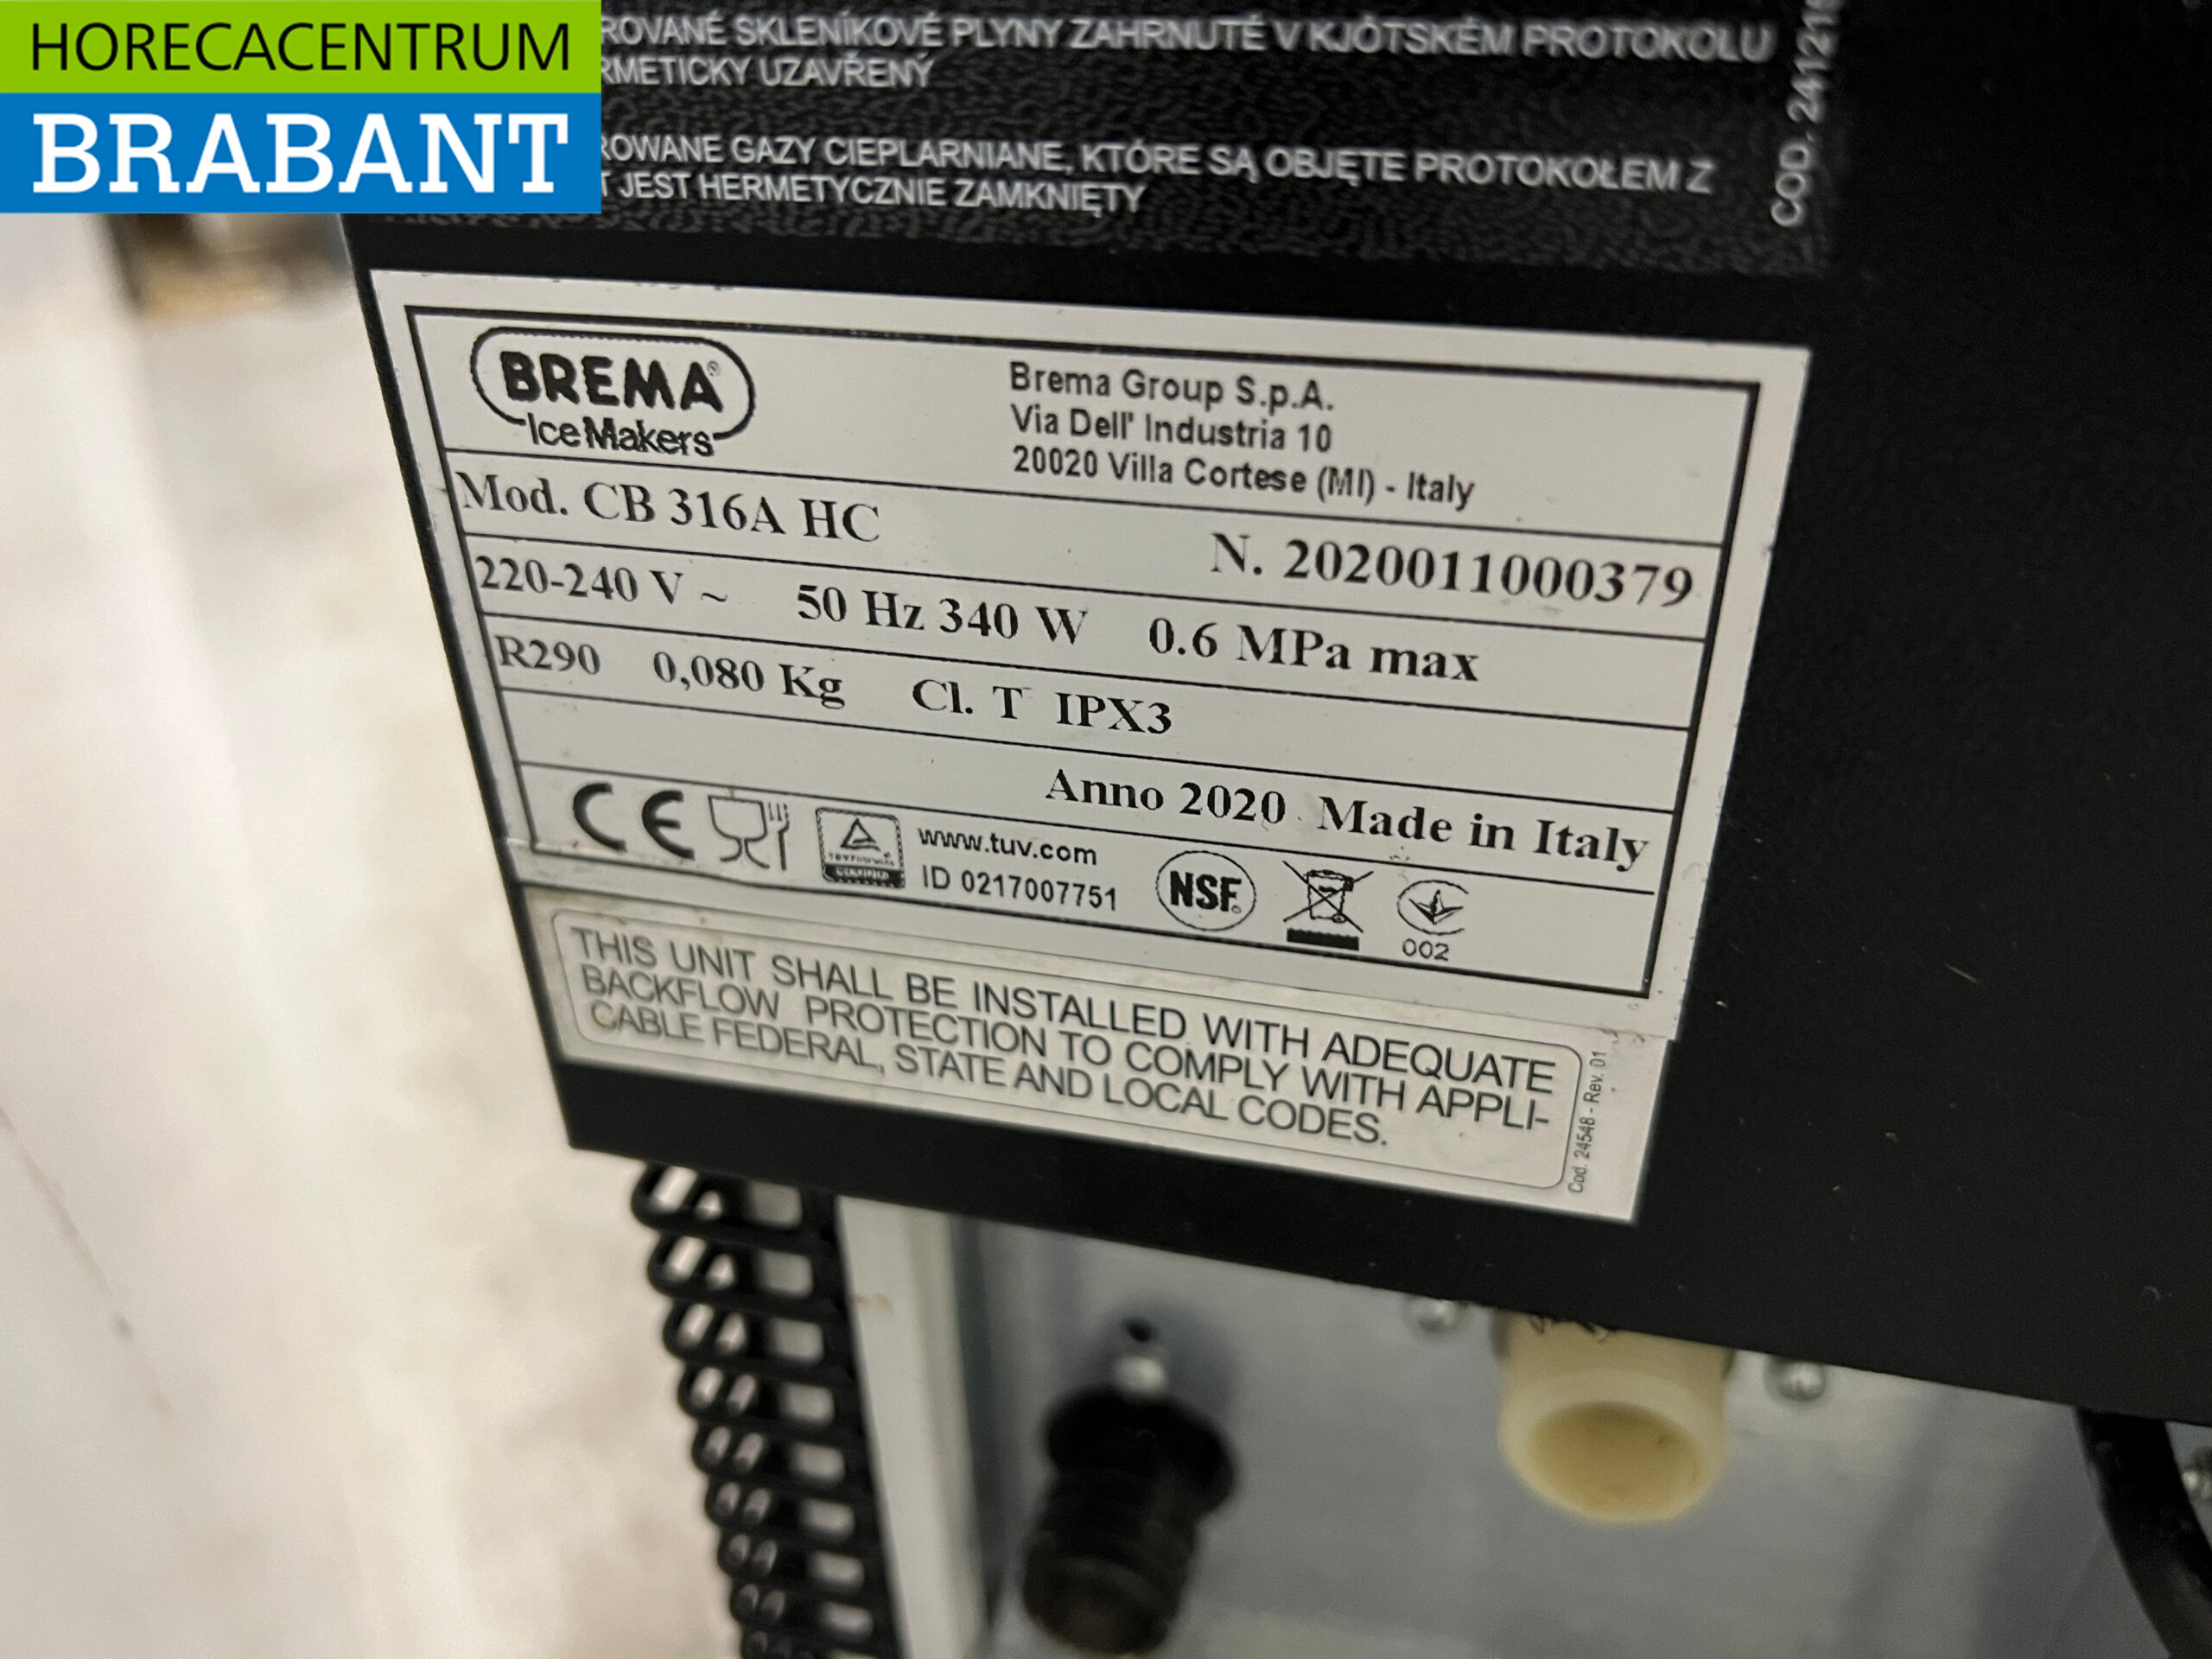 HORECACENTRUM
BRABANT
SKLENÍKOVÉ PLYNY ZAHRNUTÉ V KJÓTSKÉM PROTOKOLU
UZAVŘENÝ
GAZY CIEPLARNIANE, KTÓRE SĄ OBJĘTE PROTOKOŁEM Z
JEST HERMETYCZNIE ZAMKNIĘTY
COD.
BREMA®
Ice Makers
Brema Group S.p.A.
Via Dell' Industria 10
20020 Villa Cortese (MI) - Italy
Mod. CB 316A HC
N. 2020011000379
220-240 V ~ 50 Hz 340 W 0.6 MPa max
R290 0,080 Kg Cl. T IPX3
Anno 2020 Made in Italy
CE
www.tuv.com
ID 0217007751
NSF.
002
THIS UNIT SHALL BE INSTALLED WITH ADEQUATE
BACKFLOW PROTECTION TO COMPLY WITH APPLI-
CABLE FEDERAL, STATE AND LOCAL CODES.
Cod. 24548 - Rev. 01